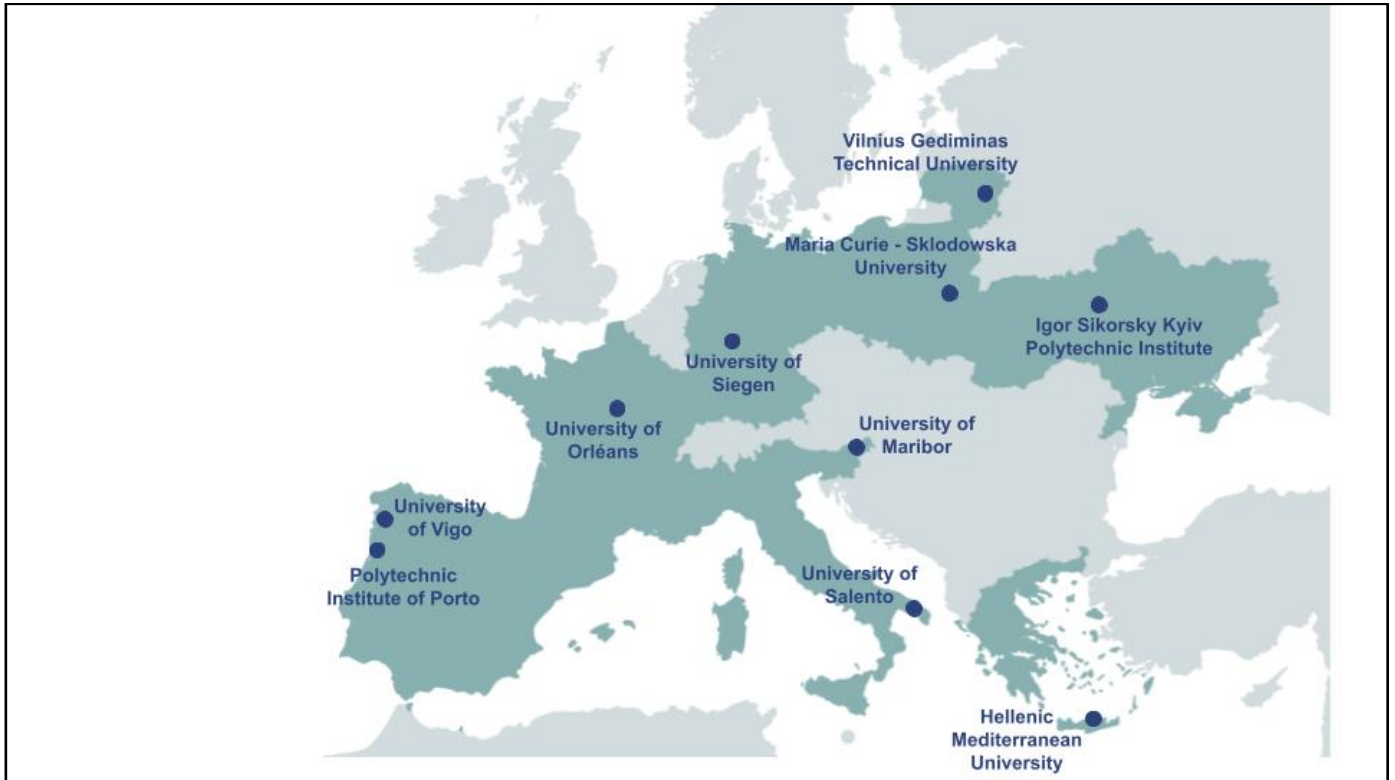 Vilnius Gediminas
Technical University
Maria Curie - Sklodowska
University
Igor Sikorsky Kyiv
Polytechnic Institute
University of
Siegen
University of
Orléans
University of
Maribor
University
of Vigo
Polytechnic
Institute of Porto
University of
Salento
Hellenic
Mediterranean
University